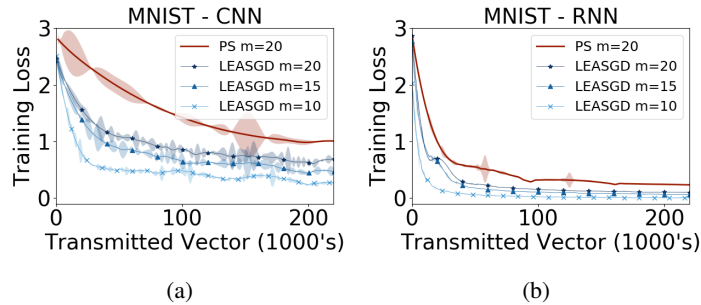 MNIST - CNN
3
2
1
0
Training Loss
PS m=20
LEASGD m=20
LEASGD m=15
LEASGD m=10
0
100
200
Transmitted Vector (1000's)
(a)
MNIST - RNN
3
2
1
0
Training Loss
PS m=20
LEASGD m=20
LEASGD m=15
LEASGD m=10
0
100
200
Transmitted Vector (1000's)
(b)